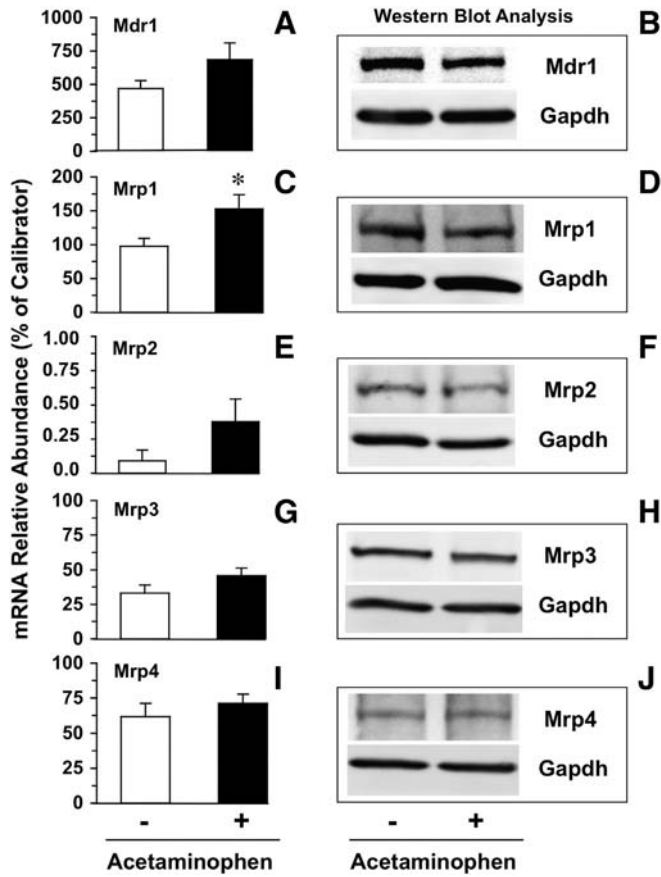 Western Blot Analysis
mRNA Relative Abundance (% of Calibrator)
Mdr1
A
1000
750
500
250
0
B
Mdr1
Gapdh
Mrp1
C
*
200
150
100
50
0
D
Mrp1
Gapdh
Mrp2
E
1.00
0.75
0.50
0.25
0.0
F
Mrp2
Gapdh
Mrp3
G
100
75
50
25
0
H
Mrp3
Gapdh
Mrp4
I
100
75
50
25
0
J
Mrp4
Gapdh
- +
Acetaminophen
- +
Acetaminophen